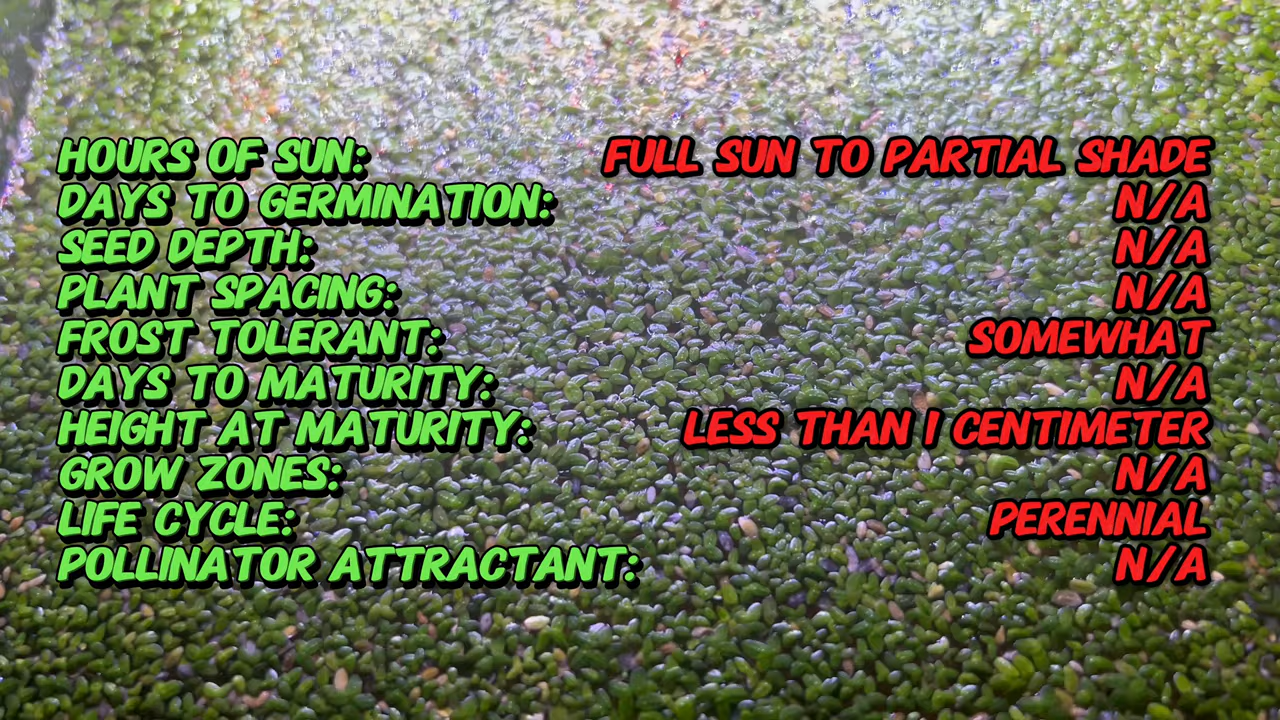 HOURS OF SUN: FULL SUN TO PARTIAL SHADE
DAYS TO GERMINATION: N/A
SEED DEPTH: N/A
PLANT SPACING: N/A
FROST TOLERANT: SOMEWHAT
DAYS TO MATURITY: N/A
HEIGHT AT MATURITY: LESS THAN 1 CENTIMETER
GROW ZONES: N/A
LIFE CYCLE: PERENNIAL
POLLINATOR ATTRACTANT: N/A